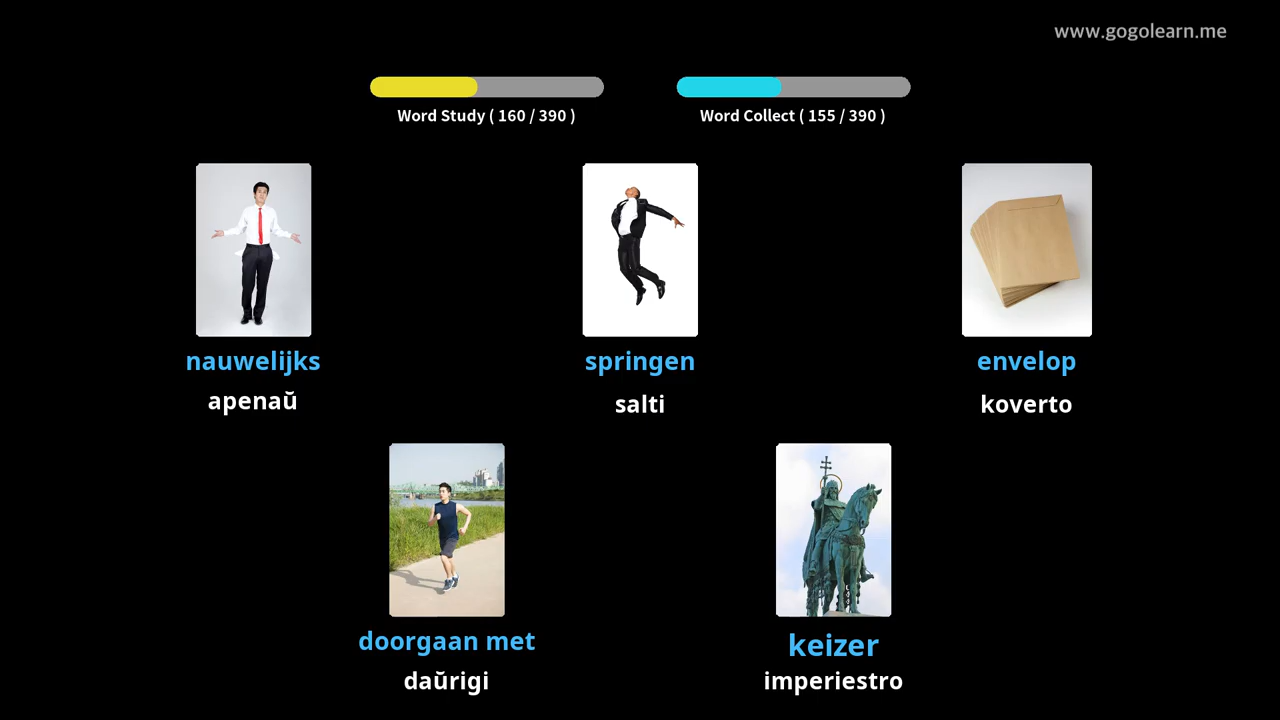 www.gogolearn.me
Word Study ( 160 / 390 )
Word Collect ( 155 / 390 )
nauwelijks
apenaŭ
springen
salti
envelop
koverto
doorgaan met
daŭrigi
keizer
imperiestro